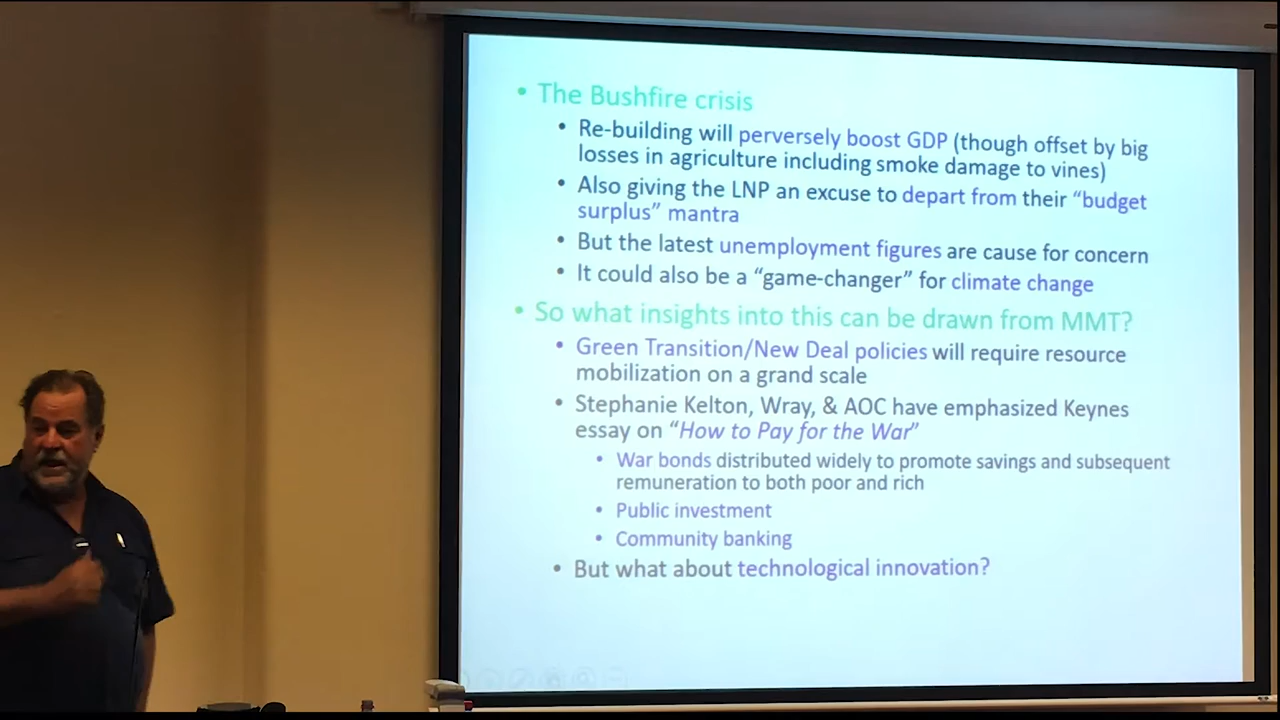 • The Bushfire crisis
• Re-building will perversely boost GDP (though offset by big
losses in agriculture including smoke damage to vines)
• Also giving the LNP an excuse to depart from their “budget
surplus” mantra
• But the latest unemployment figures are cause for concern
• It could also be a “game-changer” for climate change
• So what insights into this can be drawn from MMT?
• Green Transition/New Deal policies will require resource
mobilization on a grand scale
• Stephanie Kelton, Wray, & AOC have emphasized Keynes
essay on “How to Pay for the War”
• War bonds distributed widely to promote savings and subsequent
remuneration to both poor and rich
• Public investment
• Community banking
• But what about technological innovation?